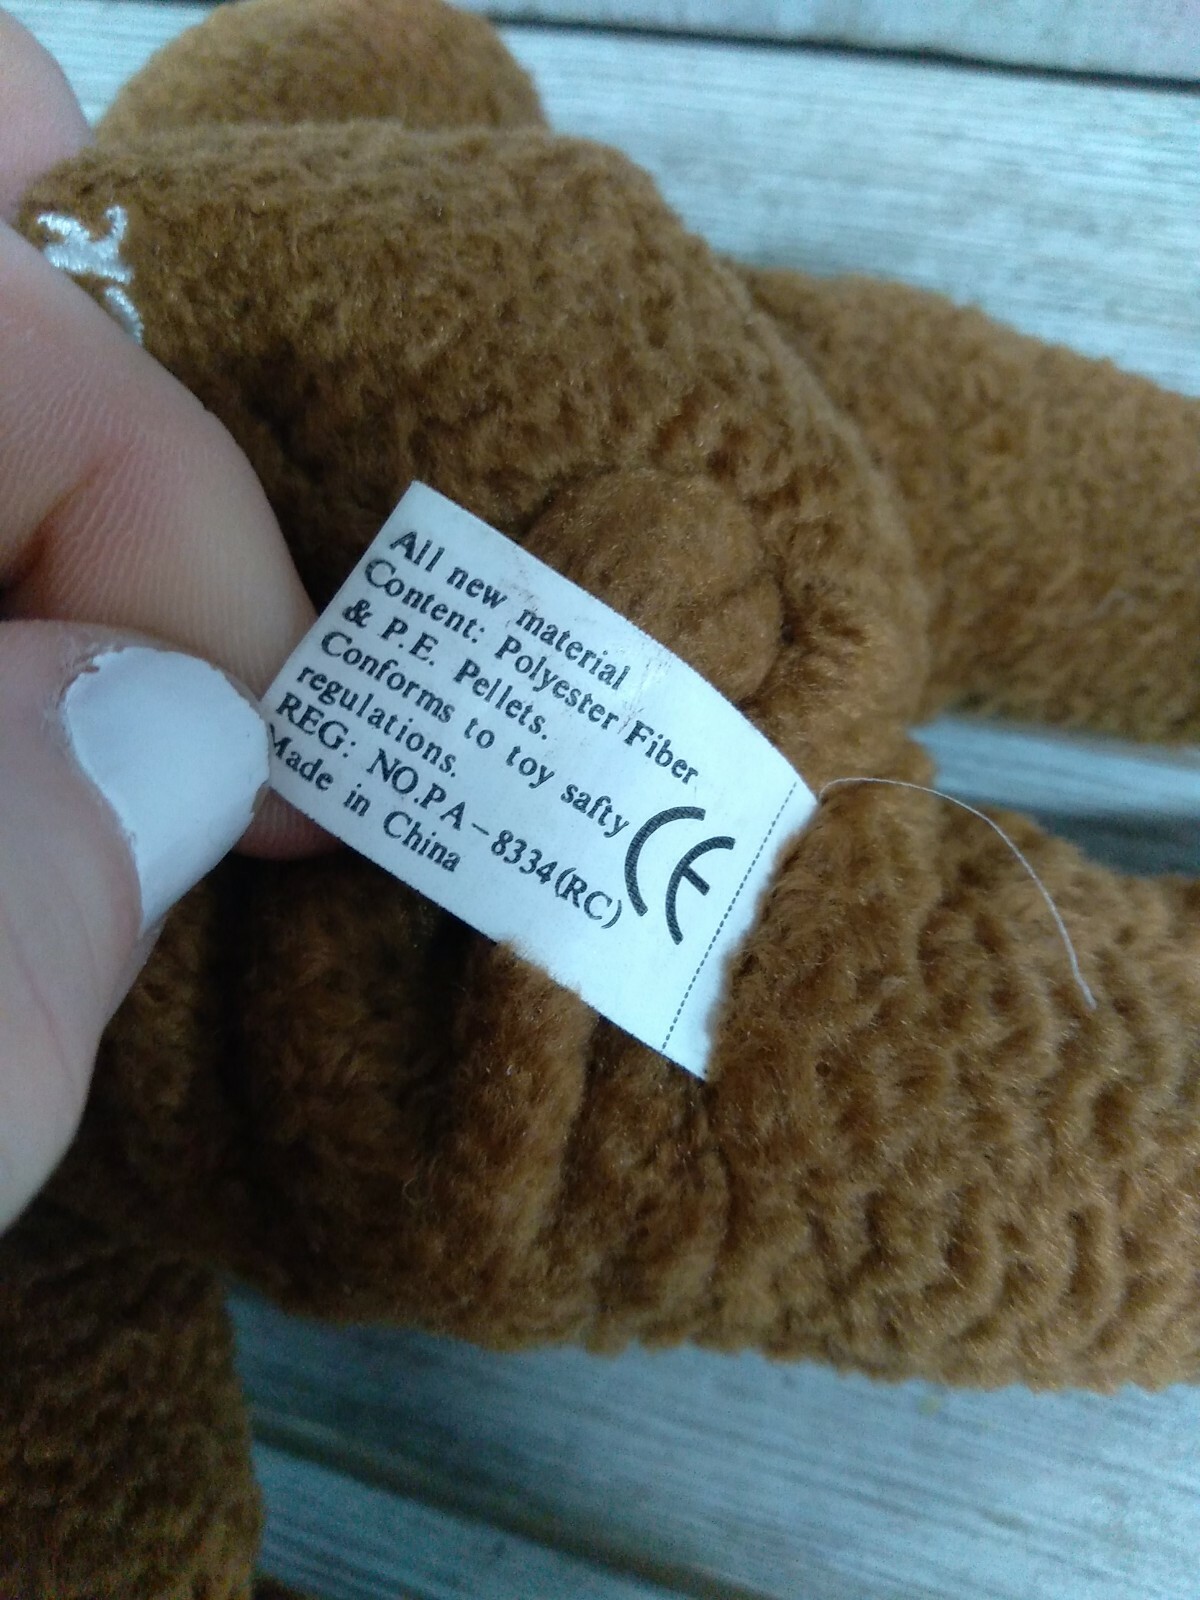 All new material
Content: Polyester Fiber
& P.E. Pellets.
Conforms to toy safty
regulations.
REG: NO.PA-8334(RC)
Made in China
CE